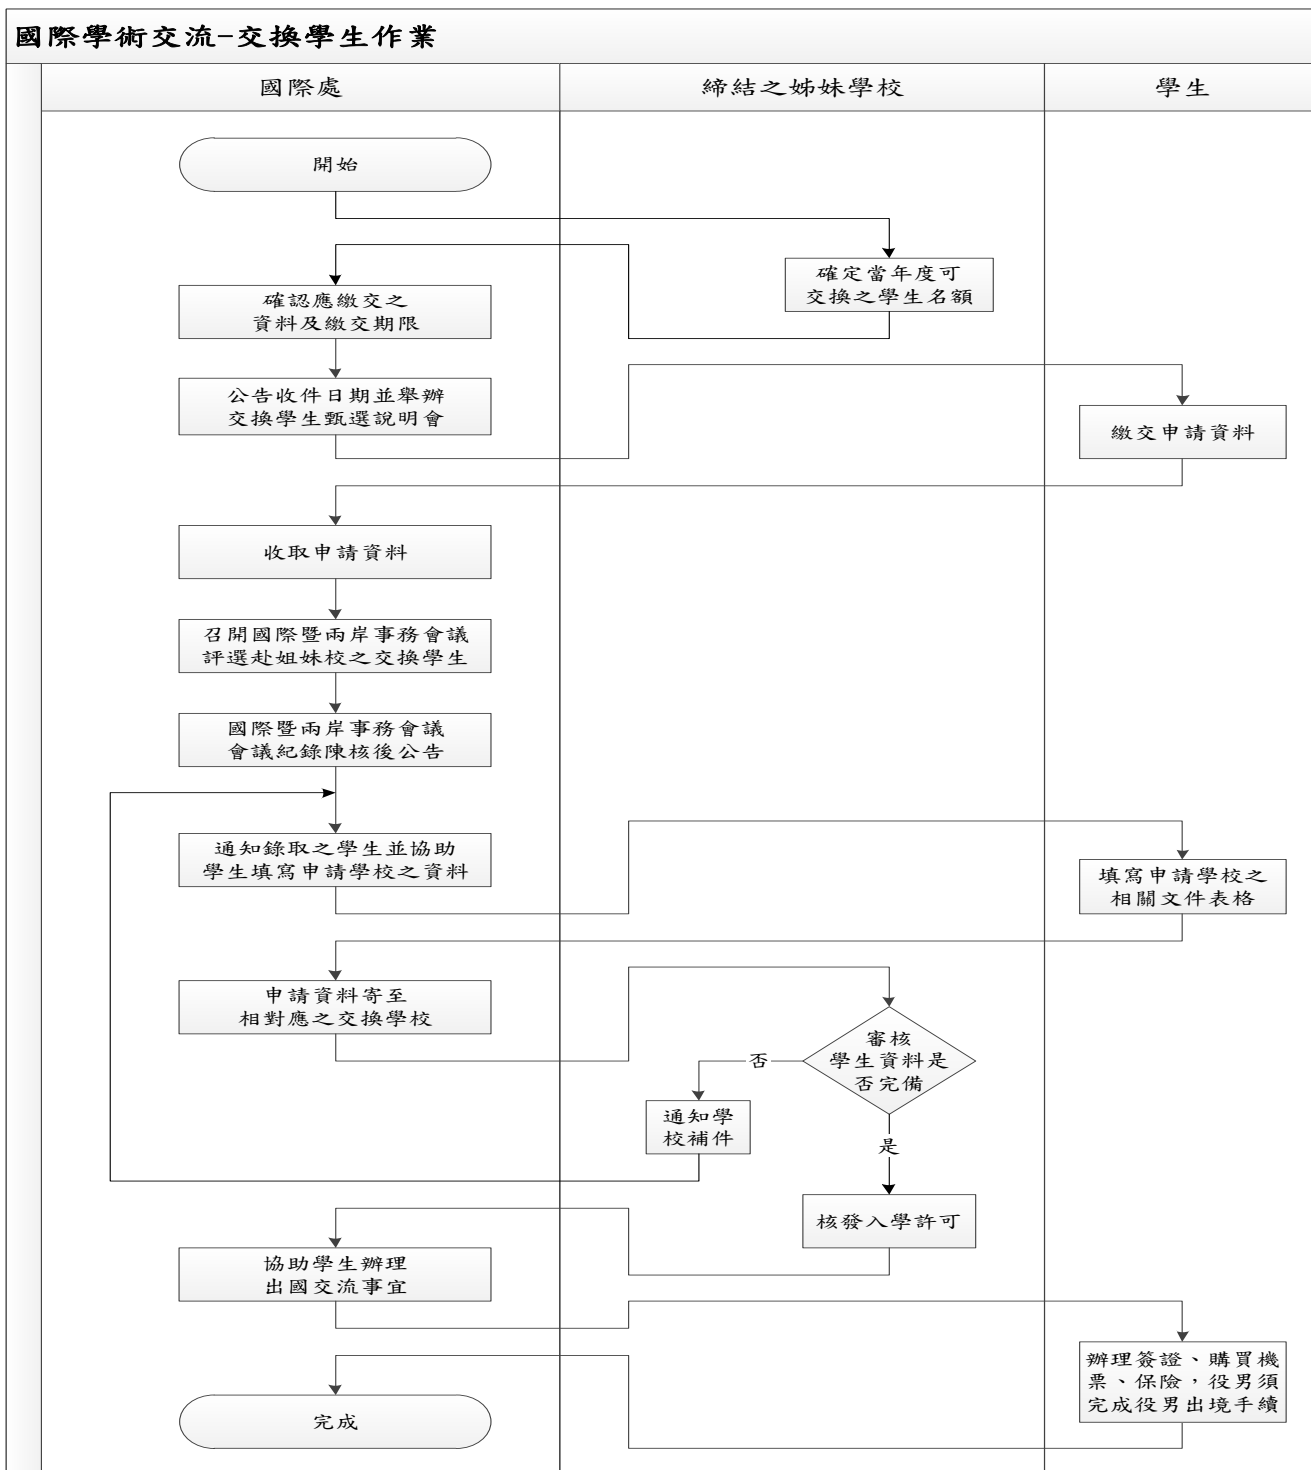 國際學術交流-交換學生作業
國際處
締結之姊妹學校
學生
開始
確定當年度可
交換之學生名額
確認應繳交之
資料及繳交期限
公告收件日期並舉辦
交換學生甄選說明會
繳交申請資料
收取申請資料
召開國際暨兩岸事務會議
評選赴姐妹校之交換學生
國際暨兩岸事務會議
會議紀錄陳核後公告
通知錄取之學生並協助
學生填寫申請學校之資料
填寫申請學校之
相關文件表格
申請資料寄至
相對應之交換學校
審核
學生資料是
否完備
否
通知學
校補件
是
核發入學許可
協助學生辦理
出國交流事宜
辦理簽證、購買機
票、保險，役男須
完成役男出境手續
完成